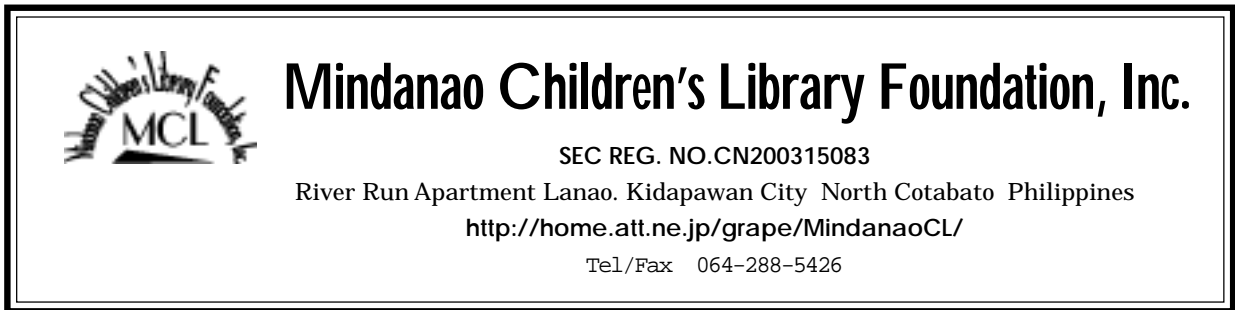 Mindanao Children's Library Foundation, Inc.
MCL
Mindanao Children's Library Foundation, Inc.
SEC REG. NO.CN200315083
River Run Apartment Lanao. Kidapawan City North Cotabato Philippines
http://home.att.ne.jp/grape/MindanaoCL/
Tel/Fax 064-288-5426